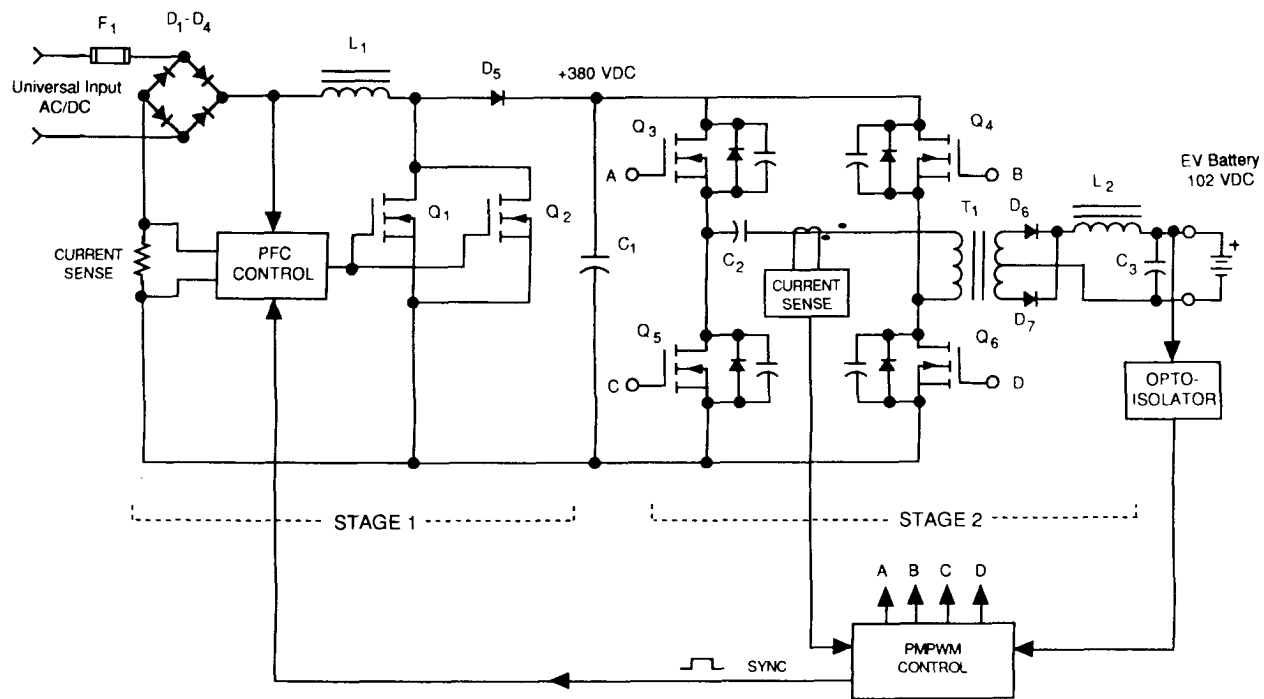 F1
D1-D4
Universal Input
AC/DC
L1
D5
+380 VDC
Q3
A
Q4
B
EV Battery
102 VDC
L2
D6
T1
Q1
Q2
CURRENT
SENSE
PFC
CONTROL
C1
C2
CURRENT
SENSE
C3
+
D7
Q5
C
Q6
D
OPTO-
ISOLATOR
STAGE 1
STAGE 2
A B C D
PMPWM
CONTROL
SYNC